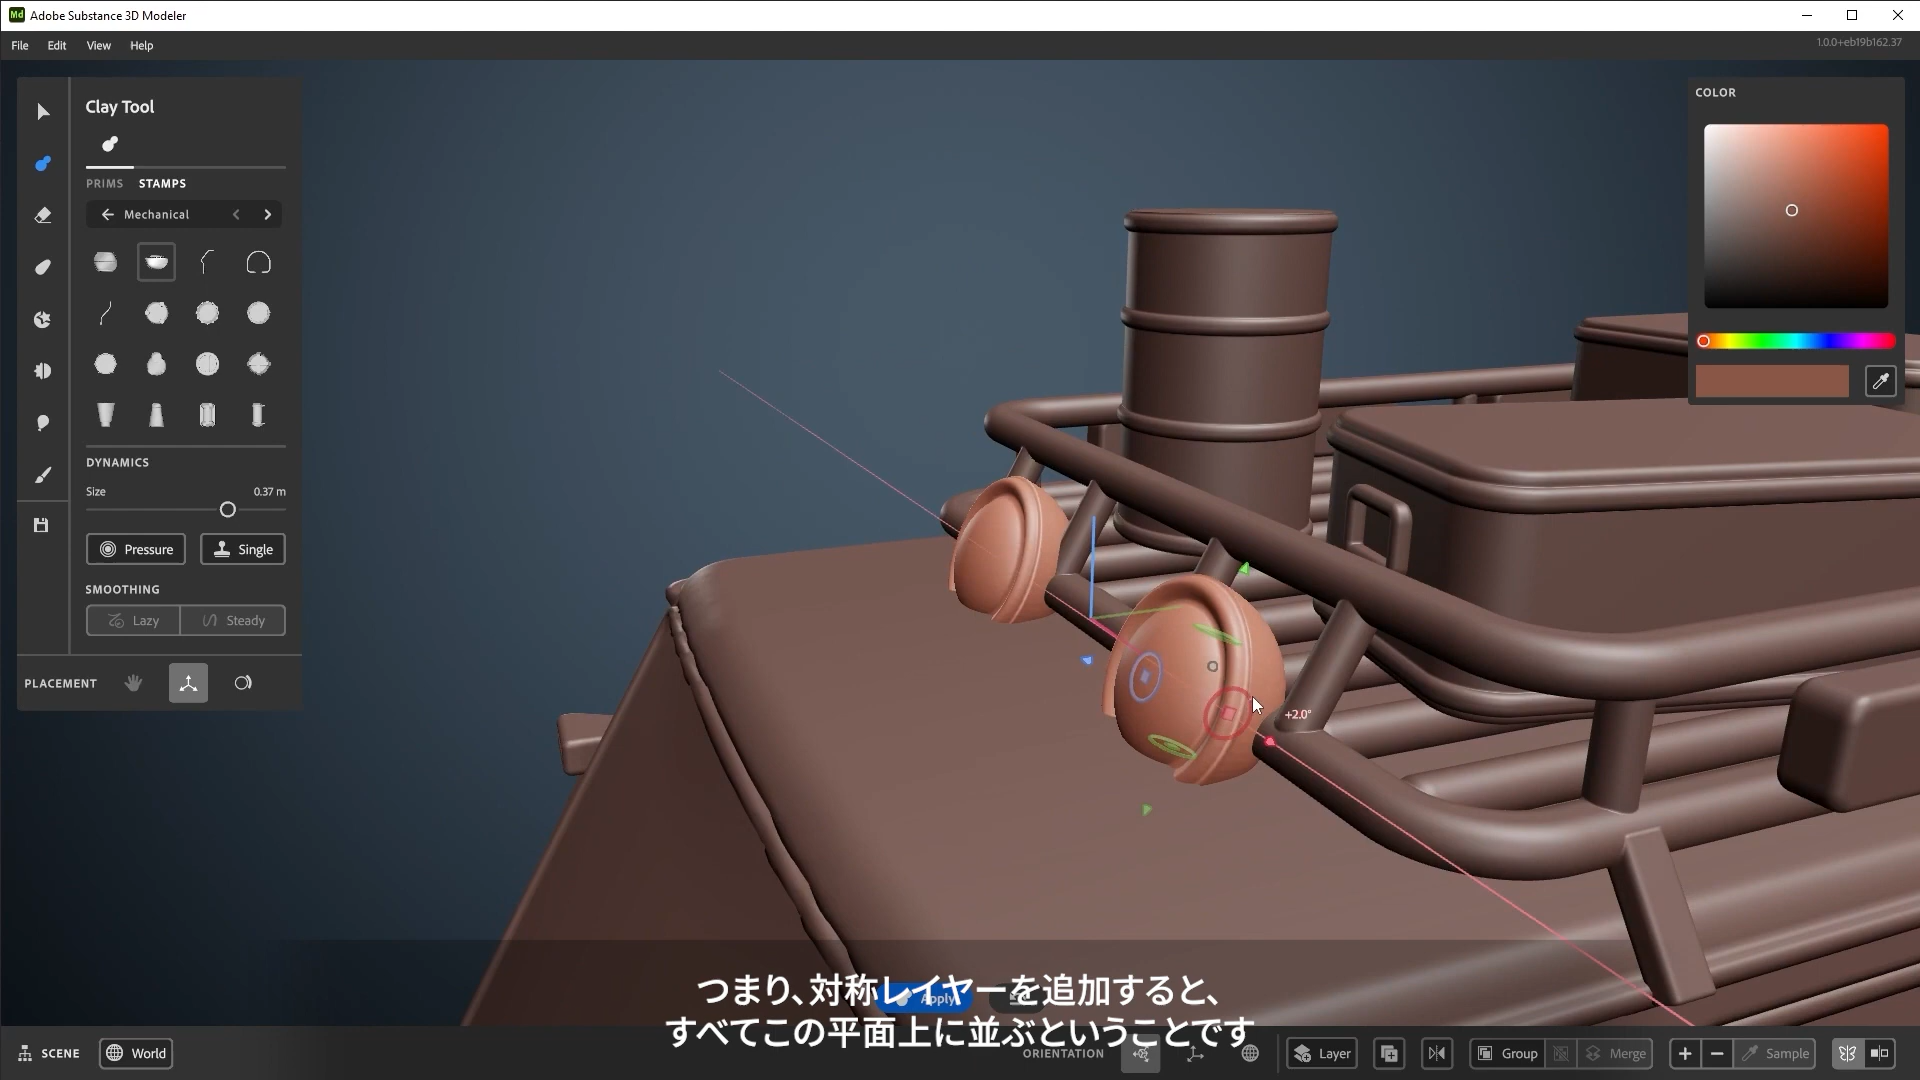 Md Adobe Substance 3D Modeler
File Edit View Help
1.0.0+eb19b162.37
Clay Tool
PRIMS STAMPS
Mechanical
DYNAMICS
Size 0.37 m
Pressure Single
SMOOTHING
Lazy Steady
PLACEMENT
COLOR
+2.0°
Apply
つまり、対称レイヤーを追加すると、
すべてこの平面上に並ぶということです
SCENE World ORIENTATION Layer Group Merge Sample